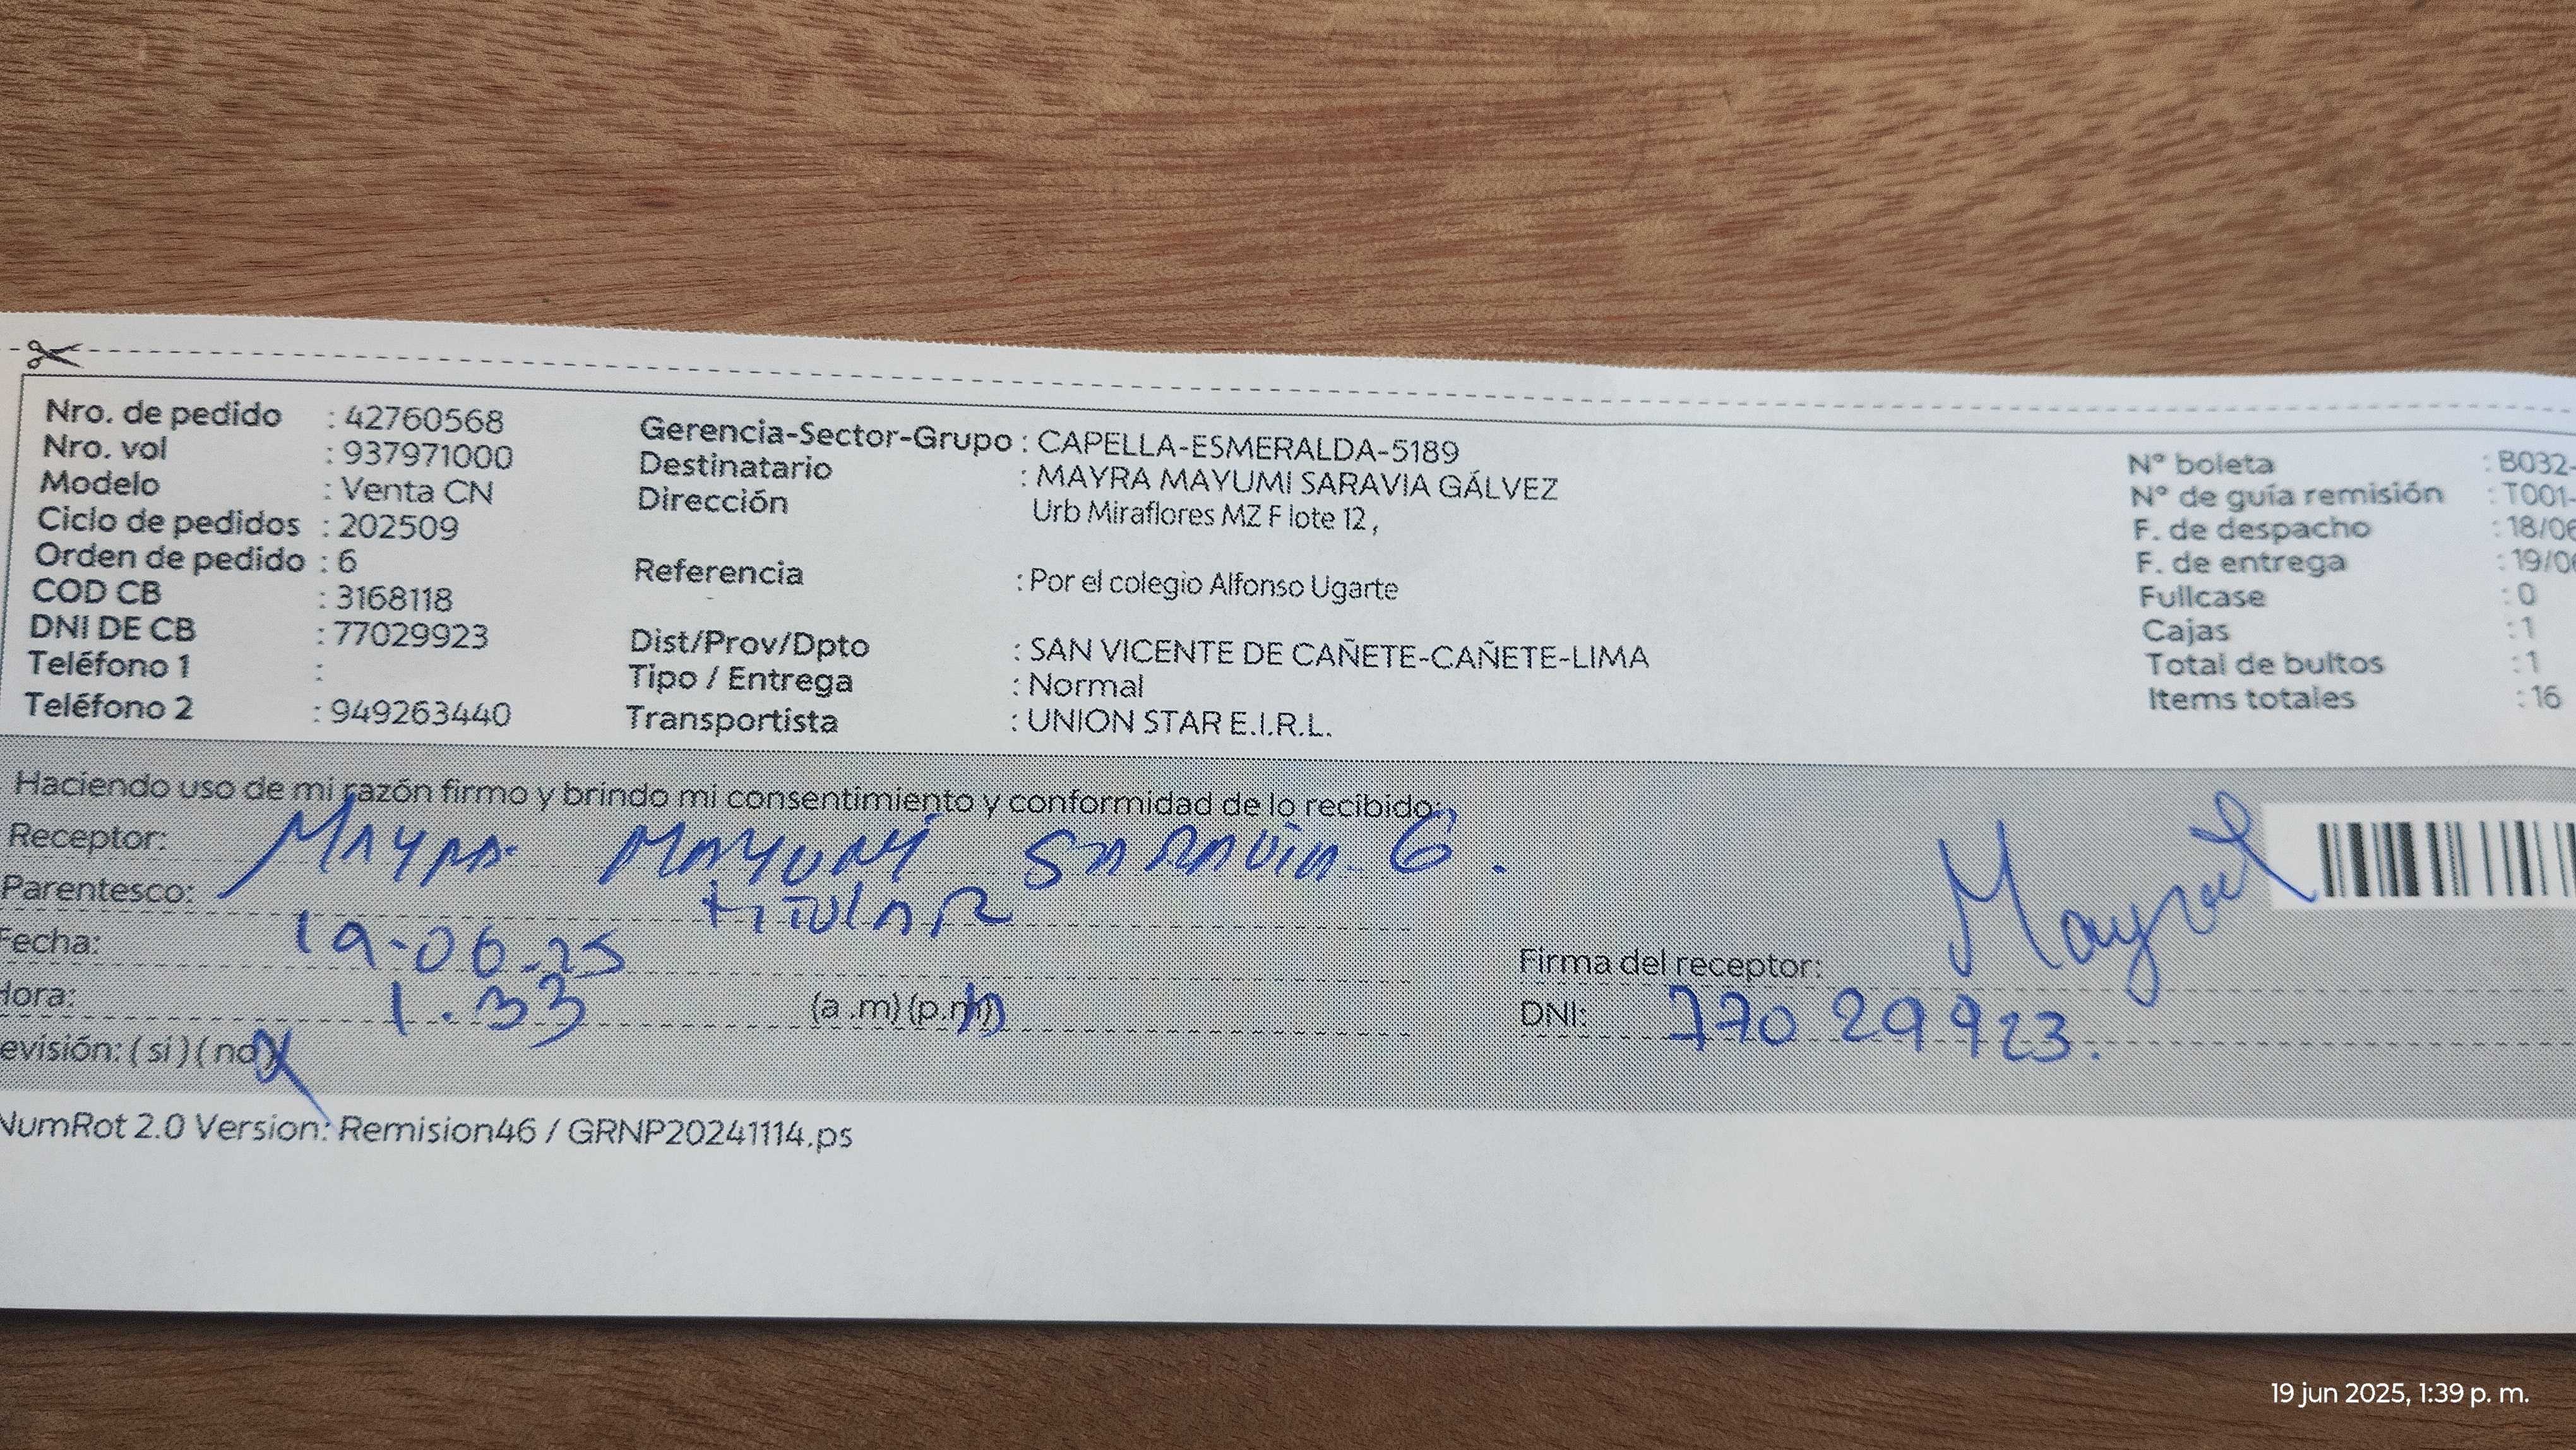 Nro. de pedido : 42760568
Nro. vol : 937971000
Modelo : Venta CN
Ciclo de pedidos : 202509
Orden de pedido : 6
COD CB : 3168118
DNI DE CB : 77029923
Teléfono 1 :
Teléfono 2 : 949263440
Gerencia-Sector-Grupo : CAPELLA-ESMERALDA-5189
Destinatario : MAYRA MAYUMI SARAVIA GÁLVEZ
Dirección Urb Miraflores MZ F lote 12 ,
Referencia : Por el colegio Alfonso Ugarte
Dist/Prov/Dpto : SAN VICENTE DE CAÑETE-CAÑETE-LIMA
Tipo / Entrega : Normal
Transportista : UNION STAR E.I.R.L.
N° boleta : B032-
N° de guía remisión : T001-
F. de despacho : 18/06
F. de entrega : 19/06
Fullcase : 0
Cajas : 1
Total de bultos : 1
Items totales : 16
Haciendo uso de mi razón firmo y brindo mi consentimiento y conformidad de lo recibido:
Receptor: MAYRA MAYUMI SARAVIA G.
Parentesco: titular
Fecha: 19-06-25
Hora: 1.33 (a.m) (p.m)
evisión: ( si ) ( no )
Firma del receptor: Mayra
DNI: 77029923.
NumRot 2.0 Version: Remision46 / GRNP20241114.ps
19 jun 2025, 1:39 p. m.